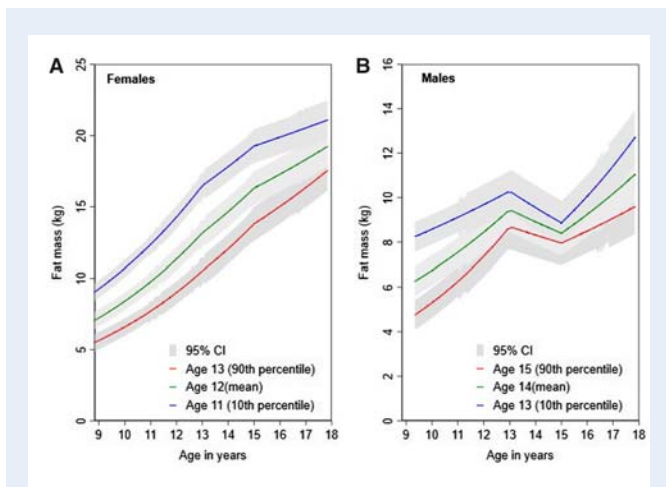 A
Females
Fat mass (kg)
25
20
15
10
5
0
95% CI
Age 13 (90th percentile)
Age 12(mean)
Age 11 (10th percentile)
9 10 11 12 13 14 15 16 17 18
Age in years
B
Males
Fat mass (kg)
16
14
12
10
8
6
4
2
0
95% CI
Age 15 (90th percentile)
Age 14(mean)
Age 13 (10th percentile)
9 10 11 12 13 14 15 16 17 18
Age in years